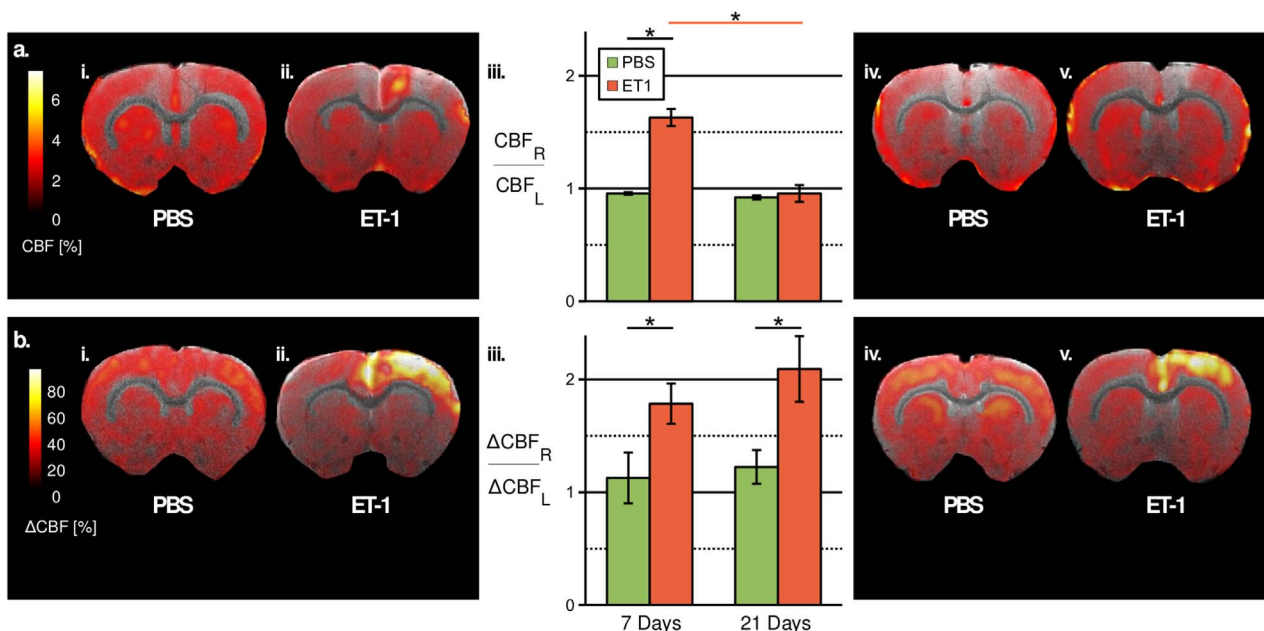 *
*
a.
i.
ii.
iii.
iv.
v.
PBS
ET1
6
4
2
0
CBF [%]
PBS
ET-1
CBF_R
CBF_L
2
1
0
PBS
ET-1
b.
i.
ii.
iii.
iv.
v.
*
*
80
60
40
20
0
ΔCBF [%]
PBS
ET-1
ΔCBF_R
ΔCBF_L
2
1
0
7 Days
21 Days
PBS
ET-1